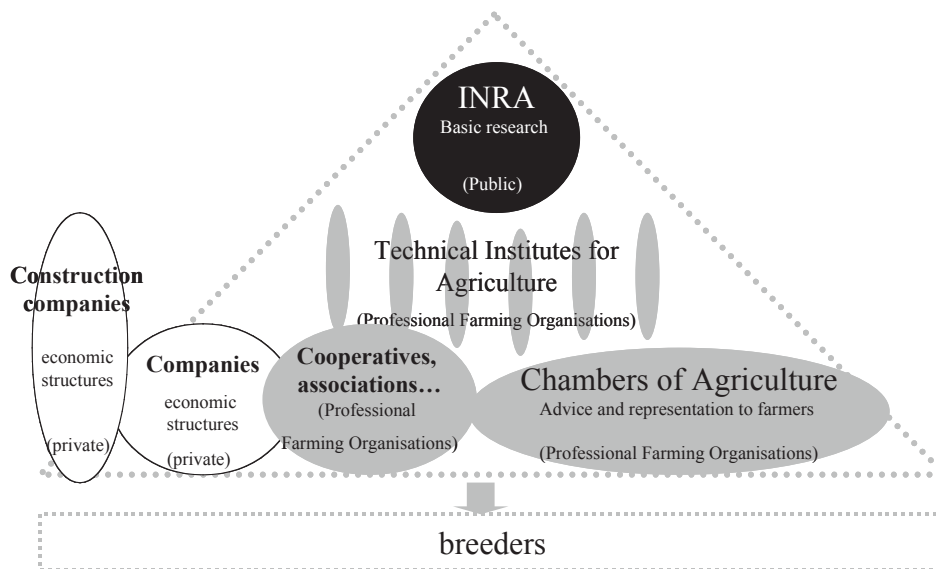 INRA
Basic research
(Public)
Technical Institutes for
Agriculture
(Professional Farming Organisations)
Construction
companies
economic
structures
(private)
Companies
economic
structures
(private)
Cooperatives,
associations…
(Professional
Farming Organisations)
Chambers of Agriculture
Advice and representation to farmers
(Professional Farming Organisations)
breeders